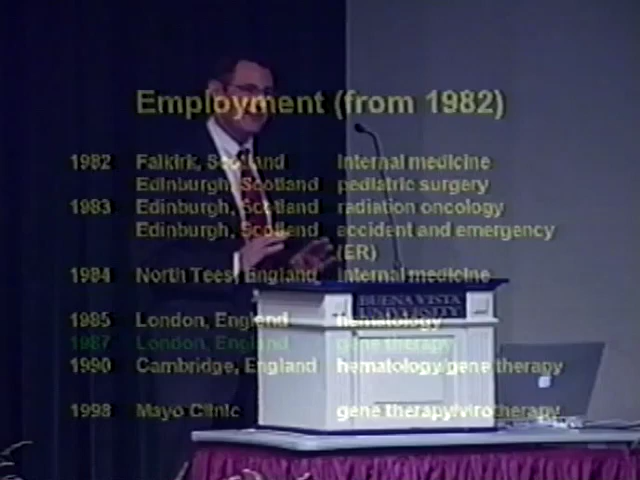 Employment (from 1982)
1982 Falkirk, Scotland internal medicine
Edinburgh, Scotland pediatric surgery
1983 Edinburgh, Scotland radiation oncology
Edinburgh, Scotland accident and emergency
(ER)
1984 North Tees, England internal medicine
BUENA VISTA
UNIVERSITY
1985 London, England hematology
1987 London, England gene therapy
1990 Cambridge, England hematology/gene therapy
1998 Mayo Clinic gene therapy/virotherapy